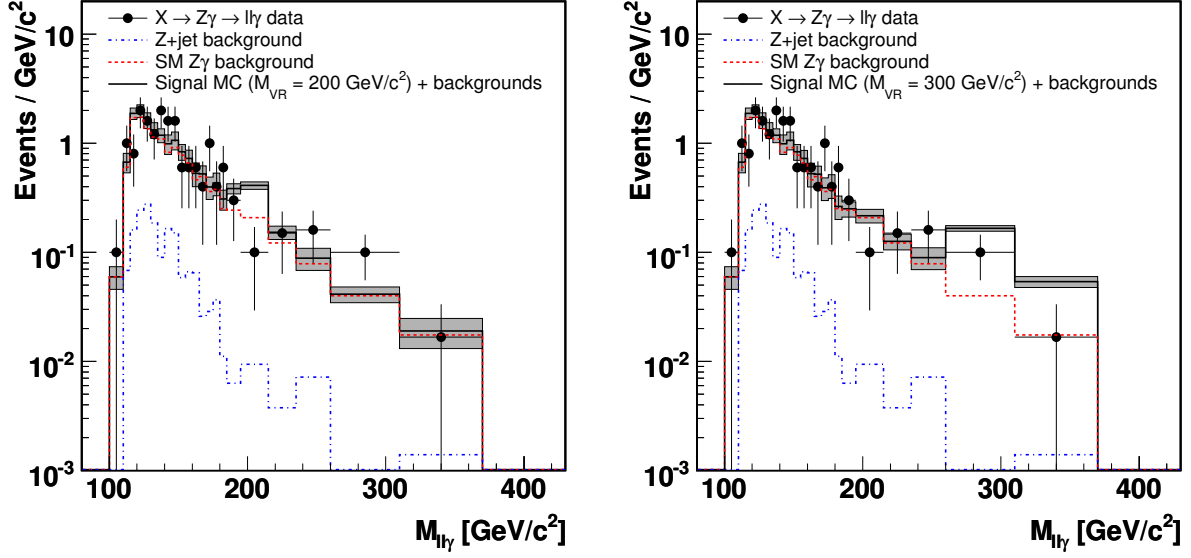 X → Zγ → llγ data
Z+jet background
SM Zγ background
Signal MC (M_VR = 200 GeV/c²) + backgrounds
Events / GeV/c²
10
1
10⁻¹
10⁻²
10⁻³
100 200 300 400
M_llγ [GeV/c²]
X → Zγ → llγ data
Z+jet background
SM Zγ background
Signal MC (M_VR = 300 GeV/c²) + backgrounds
Events / GeV/c²
10
1
10⁻¹
10⁻²
10⁻³
100 200 300 400
M_llγ [GeV/c²]